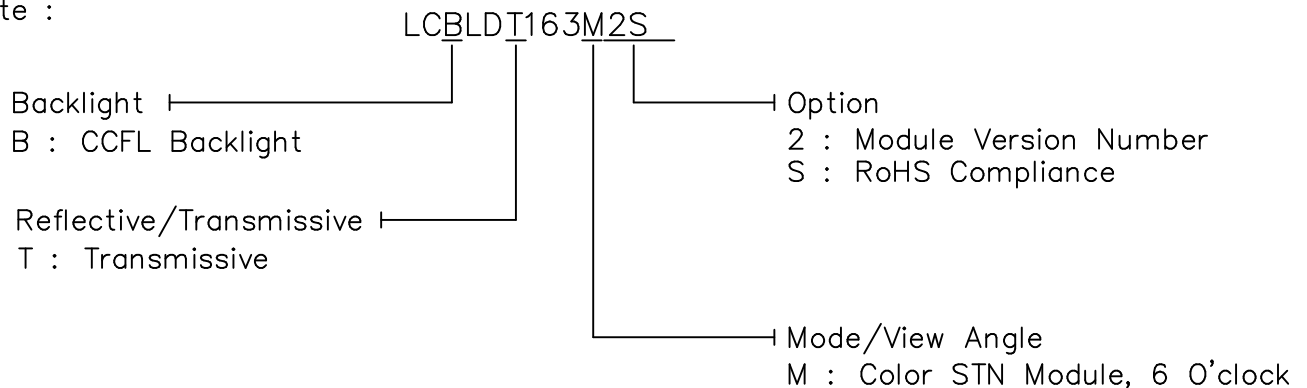 te :
LCBLDT163M2S
Backlight
B : CCFL Backlight
Option
2 : Module Version Number
S : RoHS Compliance
Reflective/Transmissive
T : Transmissive
Mode/View Angle
M : Color STN Module, 6 O'clock